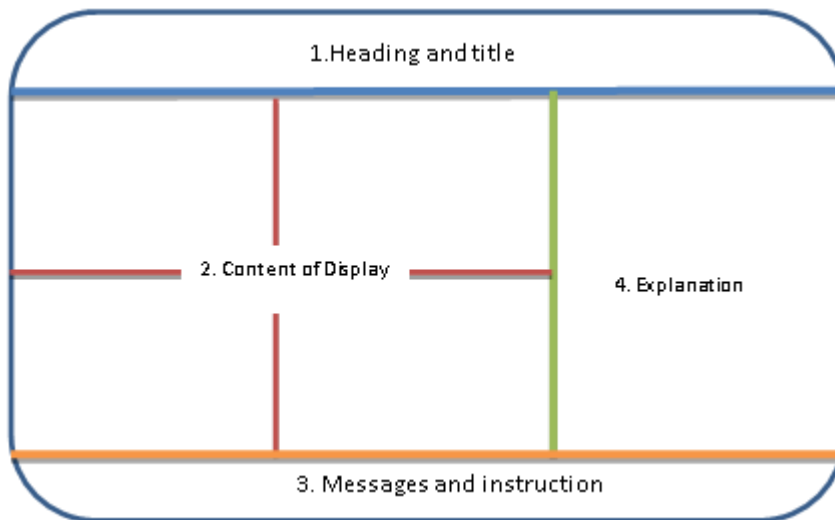 1.Heading and title
2. Content of Display
4. Explanation
3. Messages and instruction